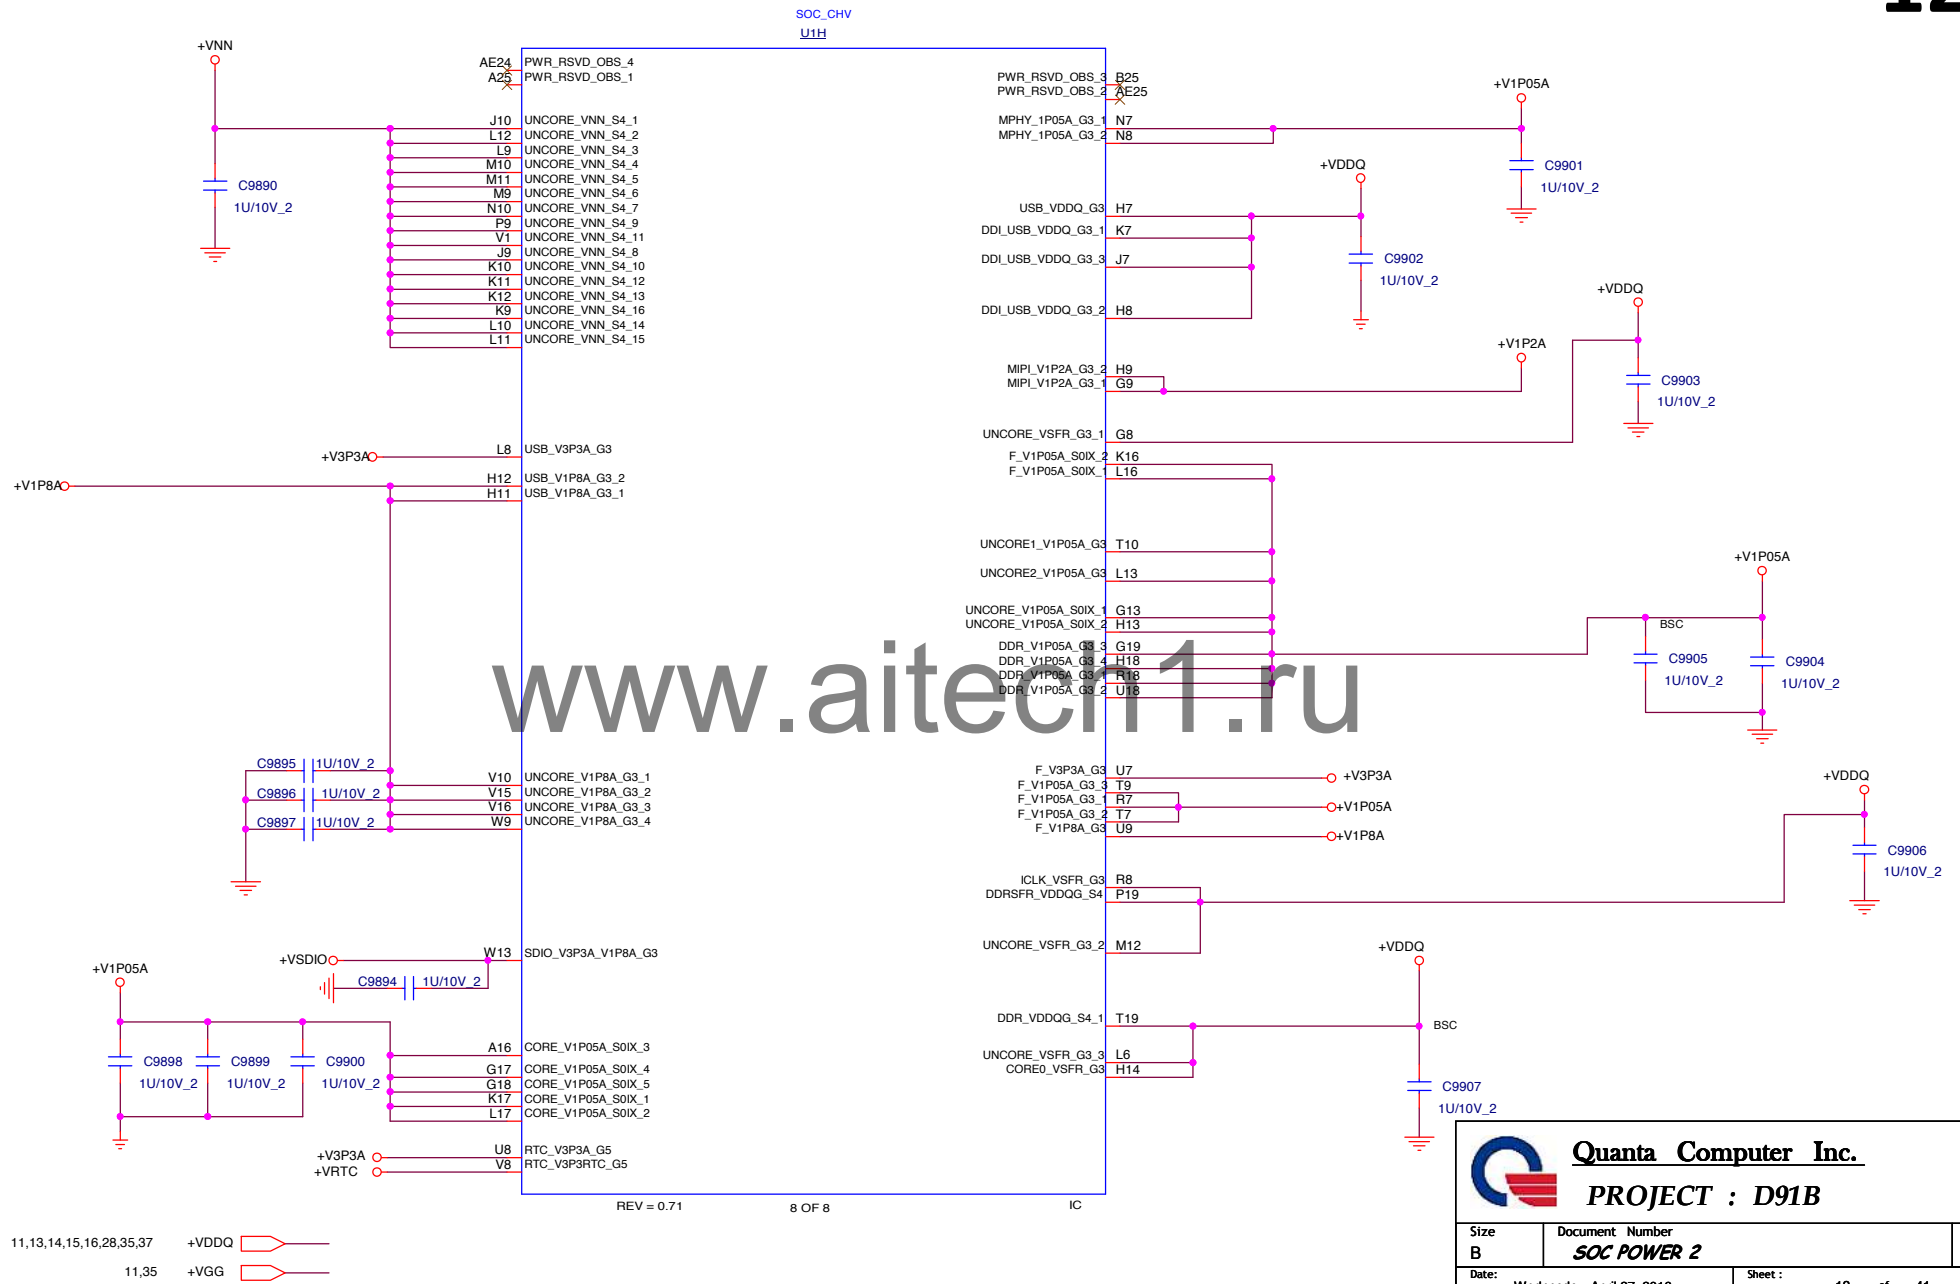 12
SOC_CHV
U1H
+VNN
C9890
1U/10V_2
AE24 PWR_RSVD_OBS_4
A25 PWR_RSVD_OBS_1
J10 UNCORE_VNN_S4_1
L12 UNCORE_VNN_S4_2
L9 UNCORE_VNN_S4_3
M10 UNCORE_VNN_S4_4
M11 UNCORE_VNN_S4_5
M9 UNCORE_VNN_S4_6
N10 UNCORE_VNN_S4_7
P9 UNCORE_VNN_S4_9
V1 UNCORE_VNN_S4_11
J9 UNCORE_VNN_S4_8
K10 UNCORE_VNN_S4_10
K11 UNCORE_VNN_S4_12
K12 UNCORE_VNN_S4_13
K9 UNCORE_VNN_S4_16
L10 UNCORE_VNN_S4_14
L11 UNCORE_VNN_S4_15
+V3P3A L8 USB_V3P3A_G3
+V1P8A H12 USB_V1P8A_G3_2
H11 USB_V1P8A_G3_1
C9895 1U/10V_2
C9896 1U/10V_2
C9897 1U/10V_2
V10 UNCORE_V1P8A_G3_1
V15 UNCORE_V1P8A_G3_2
V16 UNCORE_V1P8A_G3_3
W9 UNCORE_V1P8A_G3_4
+VSDIO W13 SDIO_V3P3A_V1P8A_G3
C9894 1U/10V_2
+V1P05A
C9898 C9899 C9900
1U/10V_2 1U/10V_2 1U/10V_2
A16 CORE_V1P05A_S0IX_3
G17 CORE_V1P05A_S0IX_4
G18 CORE_V1P05A_S0IX_5
K17 CORE_V1P05A_S0IX_1
L17 CORE_V1P05A_S0IX_2
+V3P3A U8 RTC_V3P3A_G5
+VRTC V8 RTC_V3P3RTC_G5
PWR_RSVD_OBS_3 B25
PWR_RSVD_OBS_2 AE25
MPHY_1P05A_G3_1 N7
MPHY_1P05A_G3_2 N8
+V1P05A
C9901
1U/10V_2
+VDDQ
USB_VDDQ_G3 H7
DDI_USB_VDDQ_G3_1 K7
DDI_USB_VDDQ_G3_3 J7
DDI_USB_VDDQ_G3_2 H8
C9902
1U/10V_2
+VDDQ
C9903
1U/10V_2
+V1P2A
MIPI_V1P2A_G3_2 H9
MIPI_V1P2A_G3_1 G9
UNCORE_VSFR_G3_1 G8
F_V1P05A_S0IX_2 K16
F_V1P05A_S0IX_1 L16
UNCORE1_V1P05A_G3 T10
UNCORE2_V1P05A_G3 L13
UNCORE_V1P05A_S0IX_1 G13
UNCORE_V1P05A_S0IX_2 H13
DDR_V1P05A_G3_3 G19
DDR_V1P05A_G3_4 H18
DDR_V1P05A_G3_1 R18
DDR_V1P05A_G3_2 U18
+V1P05A
BSC
C9905 C9904
1U/10V_2 1U/10V_2
www.aitech1.ru
F_V3P3A_G3 U7 +V3P3A
F_V1P05A_G3_3 T9
F_V1P05A_G3_1 R7 +V1P05A
F_V1P05A_G3_2 T7
F_V1P8A_G3 U9 +V1P8A
+VDDQ
C9906
1U/10V_2
ICLK_VSFR_G3 R8
DDRSFR_VDDQG_S4 P19
UNCORE_VSFR_G3_2 M12
+VDDQ
DDR_VDDQG_S4_1 T19
BSC
UNCORE_VSFR_G3_3 L6
CORE0_VSFR_G3 H14
C9907
1U/10V_2
REV = 0.71 8 OF 8 IC
11,13,14,15,16,28,35,37 +VDDQ
11,35 +VGG
Quanta Computer Inc.
PROJECT : D91B
Size Document Number
B SOC POWER 2
Date: Sheet :